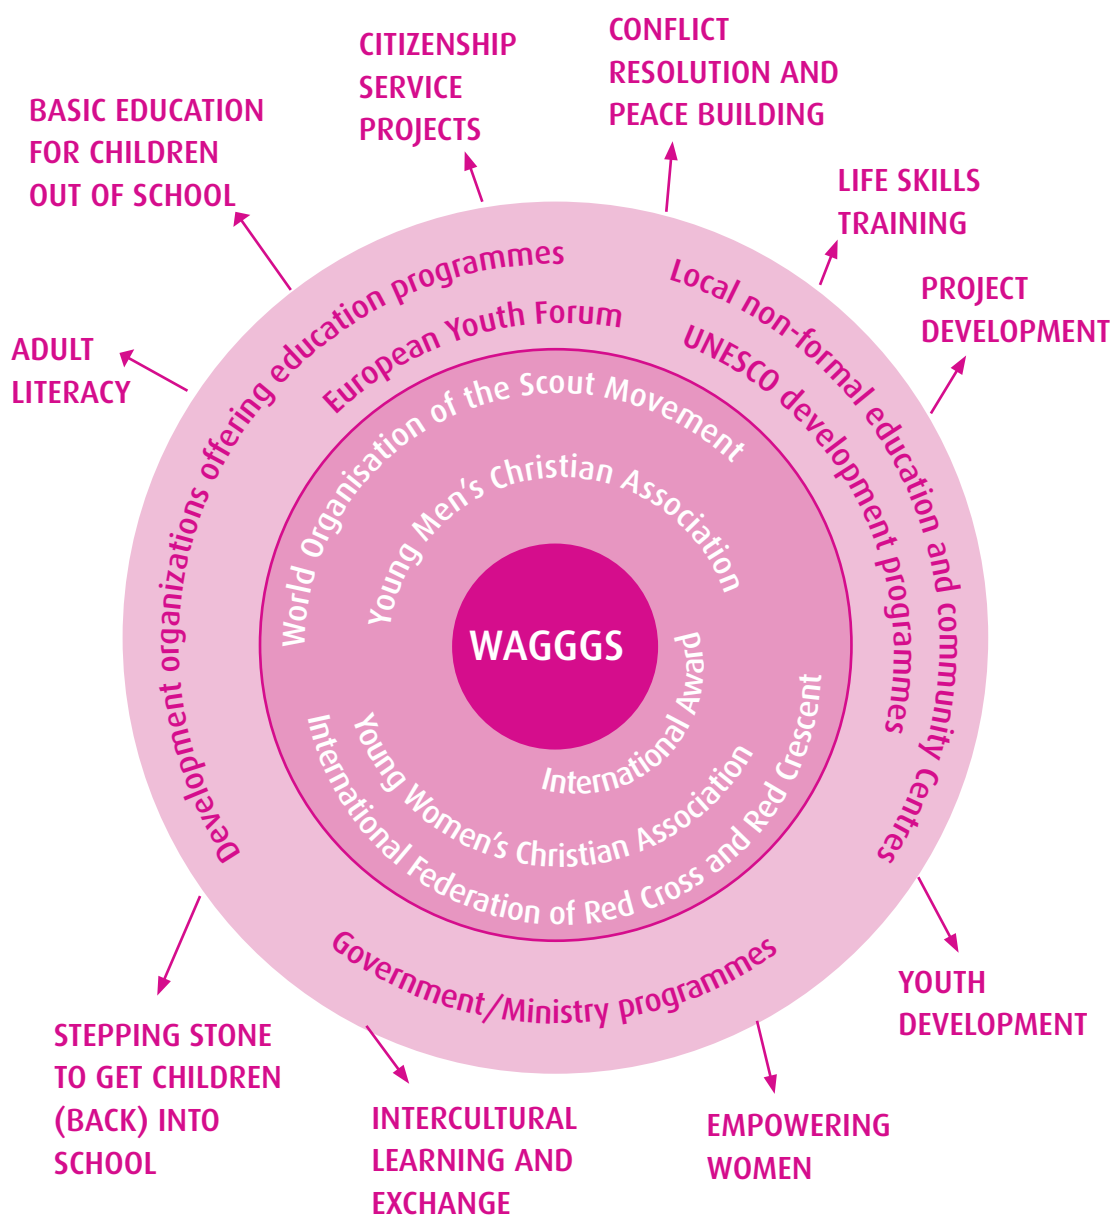 CONFLICT
RESOLUTION AND
PEACE BUILDING
CITIZENSHIP
SERVICE
PROJECTS
BASIC EDUCATION
FOR CHILDREN
OUT OF SCHOOL
LIFE SKILLS
TRAINING
PROJECT
DEVELOPMENT
ADULT
LITERACY
Development organizations offering education programmes
European Youth Forum
Local non-formal education and community Centres
UNESCO development programmes
World Organisation of the Scout Movement
Young Men's Christian Association
WAGGGS
International Award
Young Women's Christian Association
International Federation of Red Cross and Red Crescent
Government/Ministry programmes
YOUTH
DEVELOPMENT
STEPPING STONE
TO GET CHILDREN
(BACK) INTO
SCHOOL
INTERCULTURAL
LEARNING AND
EXCHANGE
EMPOWERING
WOMEN